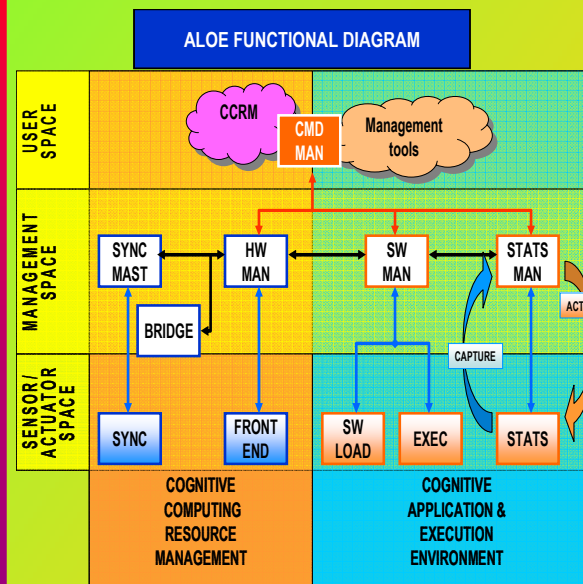 ALOE FUNCTIONAL DIAGRAM
USER
SPACE
CCRM
CMD
MAN
Management
tools
MANAGEMENT
SPACE
SYNC
MAST
HW
MAN
SW
MAN
STATS
MAN
BRIDGE
ACT
CAPTURE
SENSOR/
ACTUATOR
SPACE
SYNC
FRONT
END
SW
LOAD
EXEC
STATS
COGNITIVE
COMPUTING
RESOURCE
MANAGEMENT
COGNITIVE
APPLICATION &
EXECUTION
ENVIRONMENT